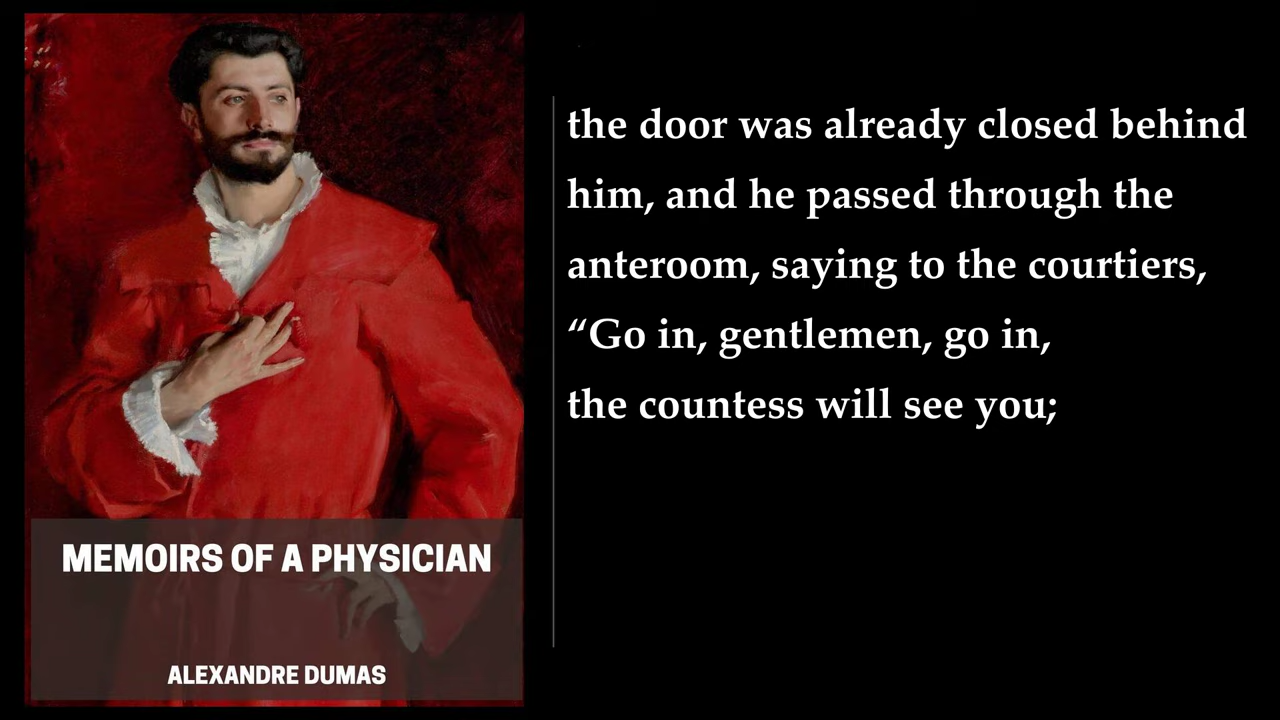 the door was already closed behind
him, and he passed through the
anteroom, saying to the courtiers,
“Go in, gentlemen, go in,
the countess will see you;
MEMOIRS OF A PHYSICIAN
ALEXANDRE DUMAS